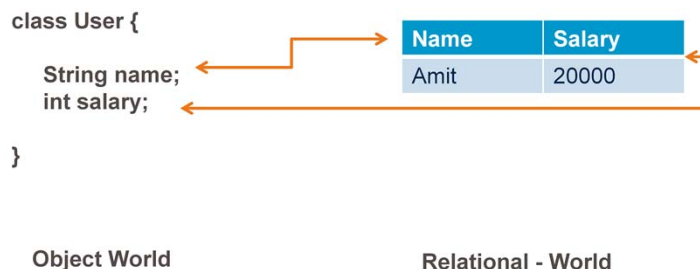 class User {
Name Salary
String name;
Amit 20000
int salary;
}
Object World
Relational - World